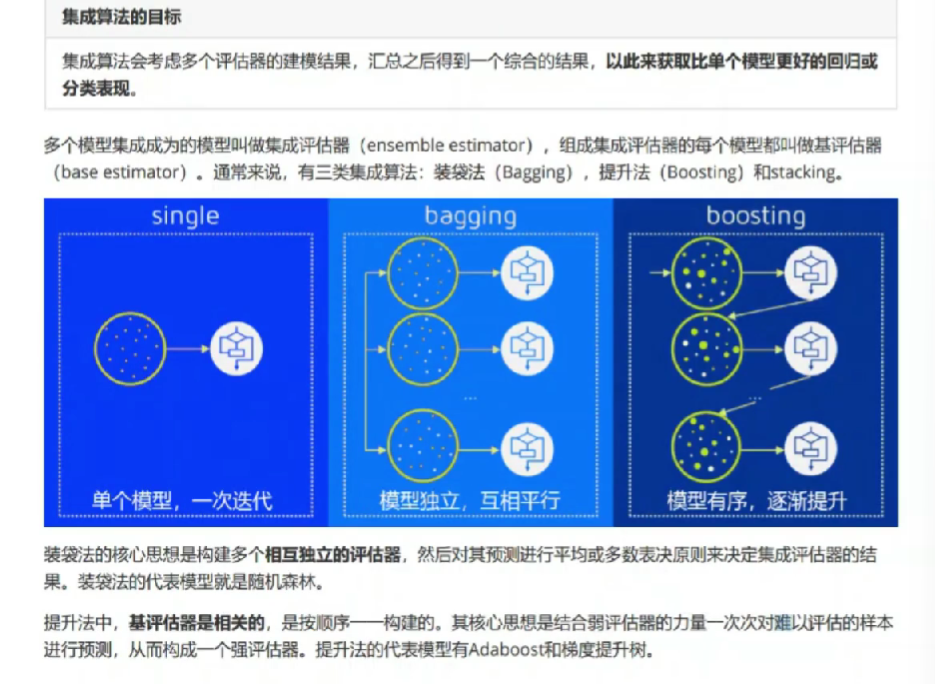 集成算法的目标
集成算法会考虑多个评估器的建模结果，汇总之后得到一个综合的结果，以此来获取比单个模型更好的回归或
分类表现。
多个模型集成成为的模型叫做集成评估器（ensemble estimator），组成集成评估器的每个模型都叫做基评估器
（base estimator）。通常来说，有三类集成算法：装袋法（Bagging），提升法（Boosting）和stacking。
single
bagging
boosting
...
...
单个模型，一次迭代
模型独立，互相平行
模型有序，逐渐提升
装袋法的核心思想是构建多个相互独立的评估器，然后对其预测进行平均或多数表决原则来决定集成评估器的结
果。装袋法的代表模型就是随机森林。
提升法中，基评估器是相关的，是按顺序一一构建的。其核心思想是结合弱评估器的力量一次次对难以评估的样本
进行预测，从而构成一个强评估器。提升法的代表模型有Adaboost和梯度提升树。